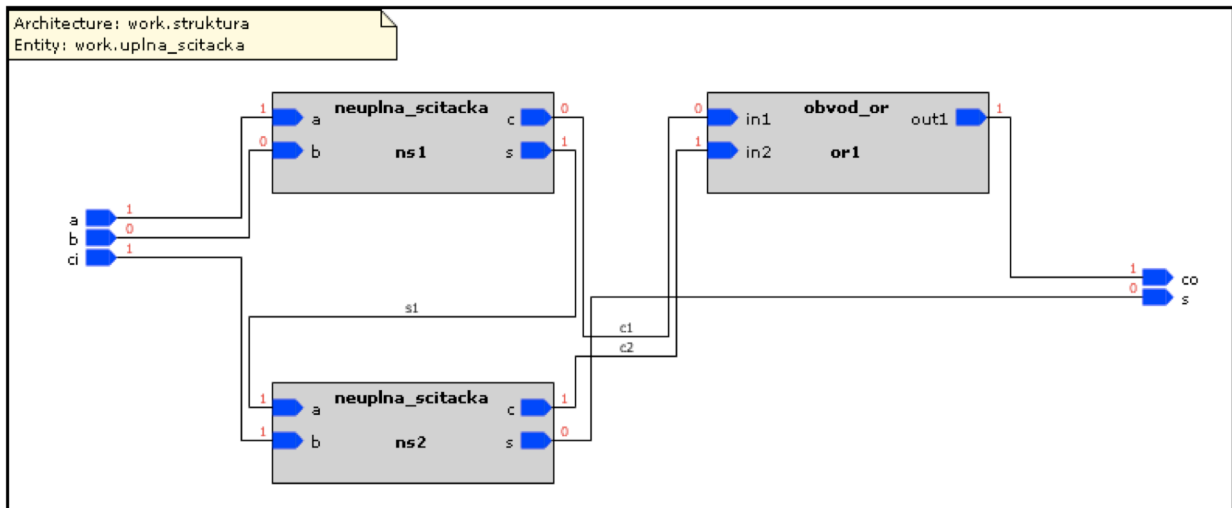 Architecture: work.struktura
Entity: work.uplna_scitacka
neuplna_scitacka
1 a c 0
0 b ns1 s 1
obvod_or
0 in1 out1 1
1 in2 or1
a 1
b 0
ci 1
1 co
0 s
s1
c1
c2
neuplna_scitacka
1 a c 1
1 b ns2 s 0